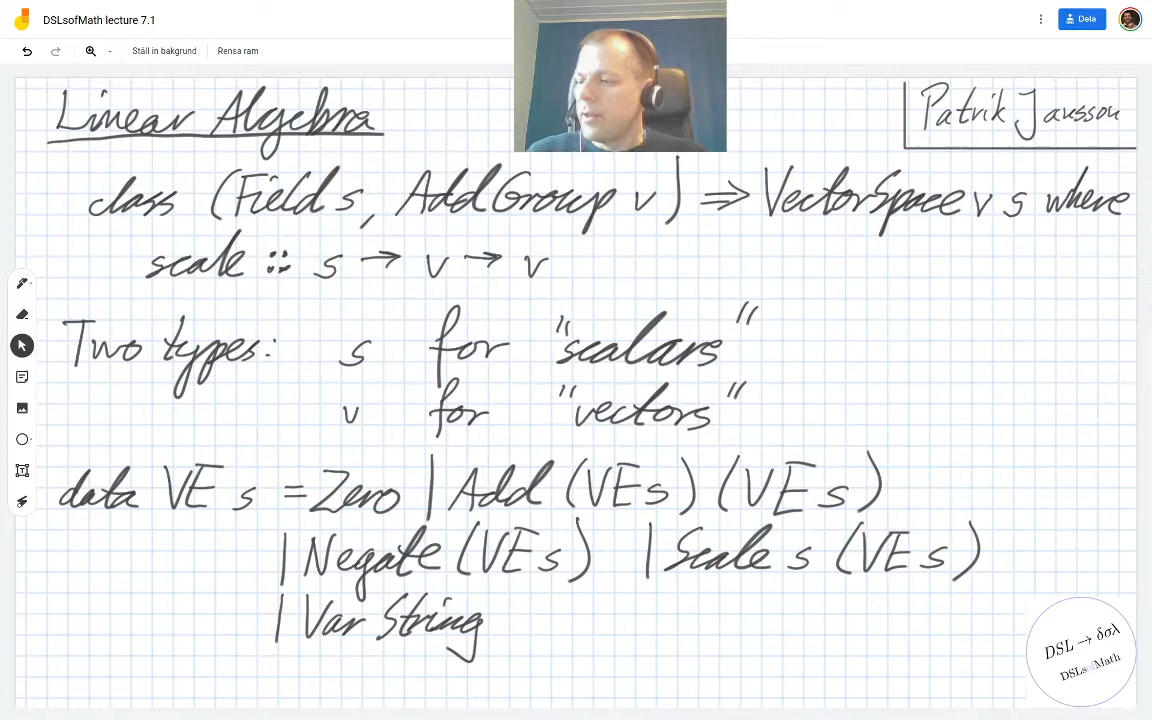 DSLsofMath lecture 7.1
Dela
Ställ in bakgrund
Rensa ram
Linear Algebra
Patrik Jansson
class (Field s, AddGroup v) => VectorSpace v s where
scale :: s → v → v
Two types: s for "scalars"
v for "vectors"
data VE s = Zero | Add (VE s) (VE s)
| Negate (VE s) | Scale s (VE s)
| Var String
DSL → δσλ
DSLsofMath